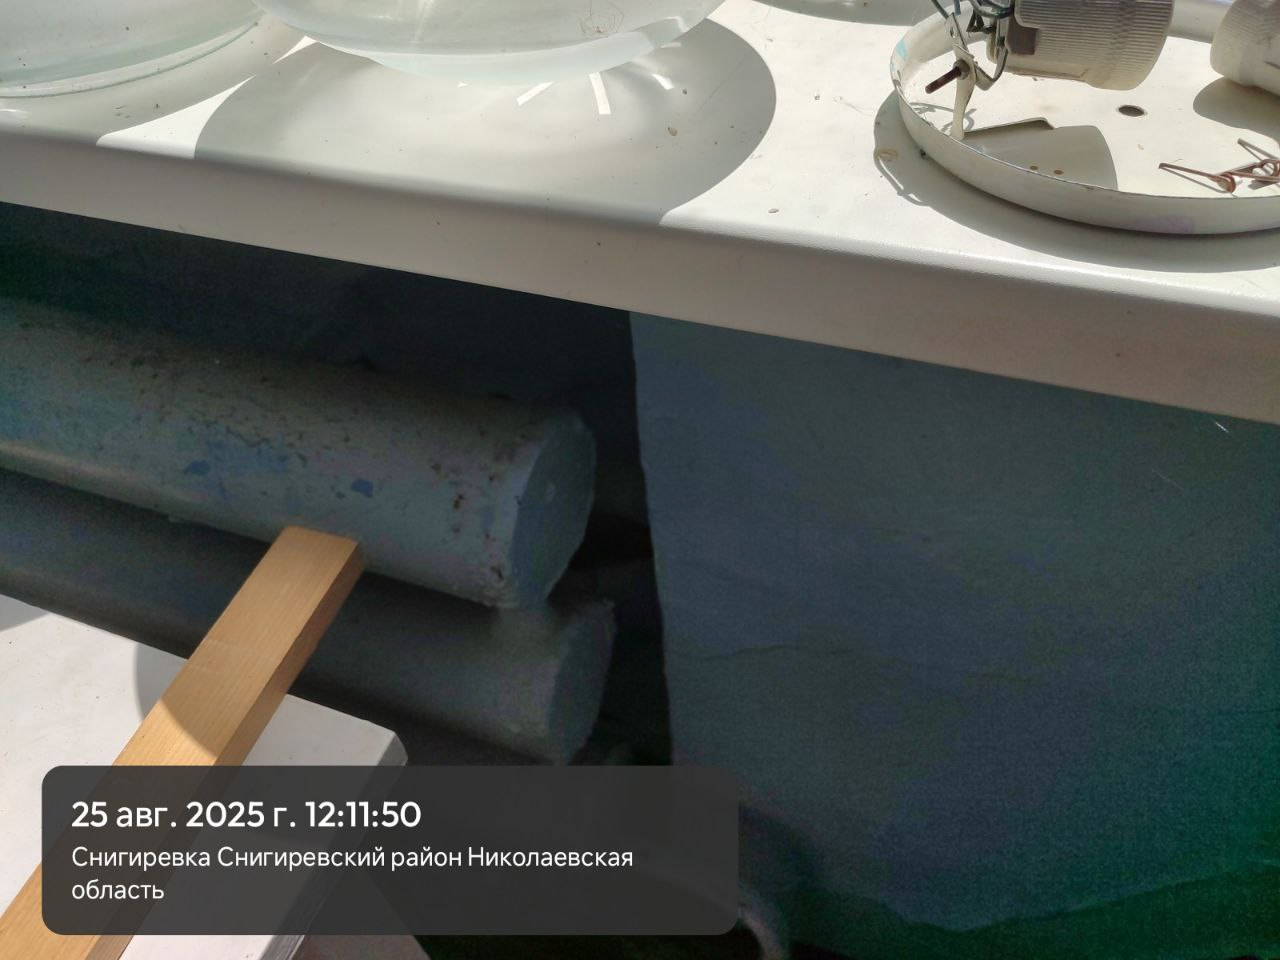 25 авг. 2025 г. 12:11:50
Снигиревка Снигиревский район Николаевская
область